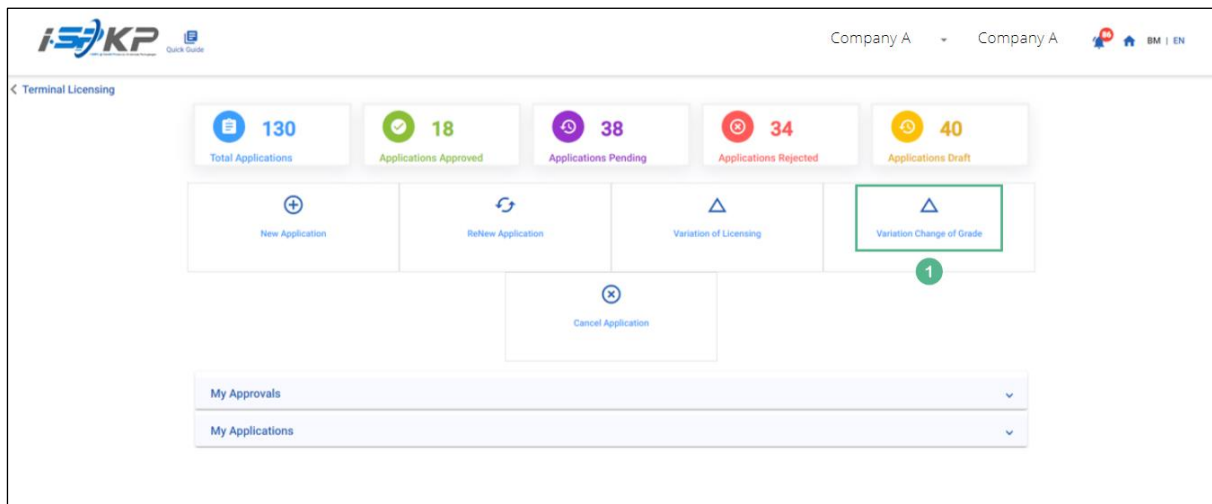 i-SPKP
Quick Guide
Company A
Company A
BM | EN
Terminal Licensing
130
Total Applications
18
Applications Approved
38
Applications Pending
34
Applications Rejected
40
Applications Draft
New Application
ReNew Application
Variation of Licensing
Variation Change of Grade
1
Cancel Application
My Approvals
My Applications